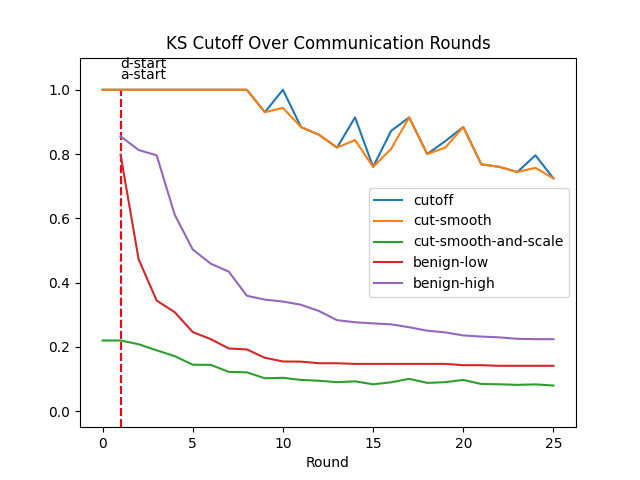 KS Cutoff Over Communication Rounds
d-start
a-start
1.0
0.8
0.6
0.4
0.2
0.0
cutoff
cut-smooth
cut-smooth-and-scale
benign-low
benign-high
0 5 10 15 20 25
Round